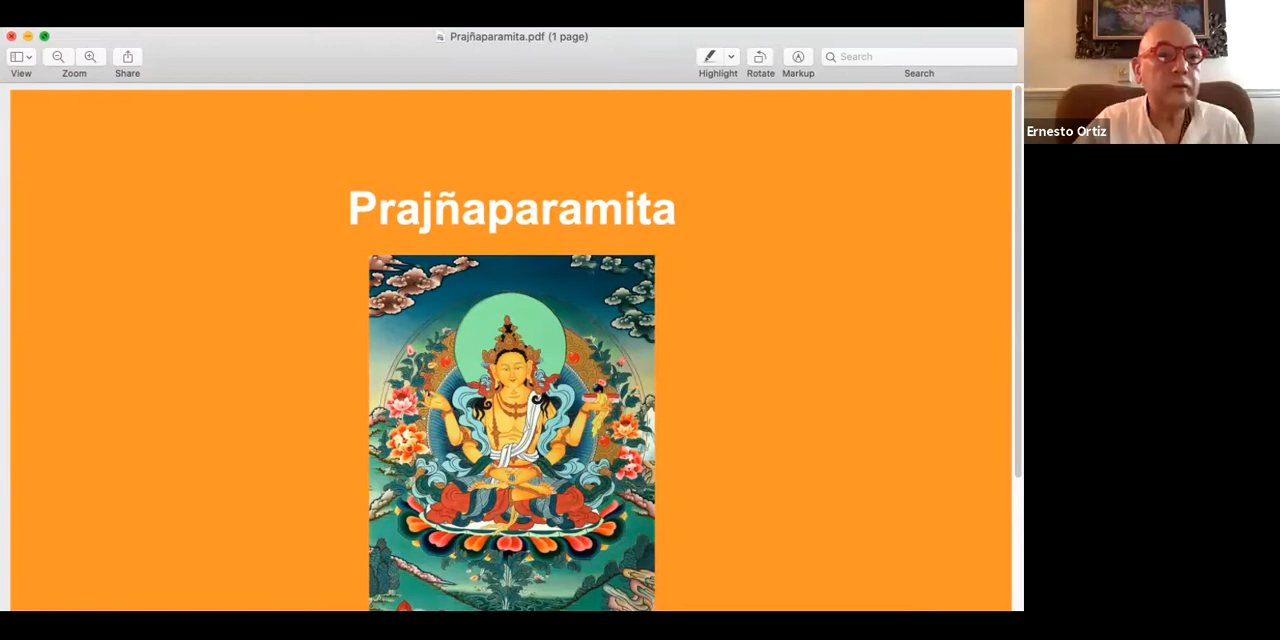 Prajñaparamita.pdf (1 page)
Search
View
Zoom
Share
Highlight
Rotate
Markup
Search
Ernesto Ortiz
Prajñaparamita